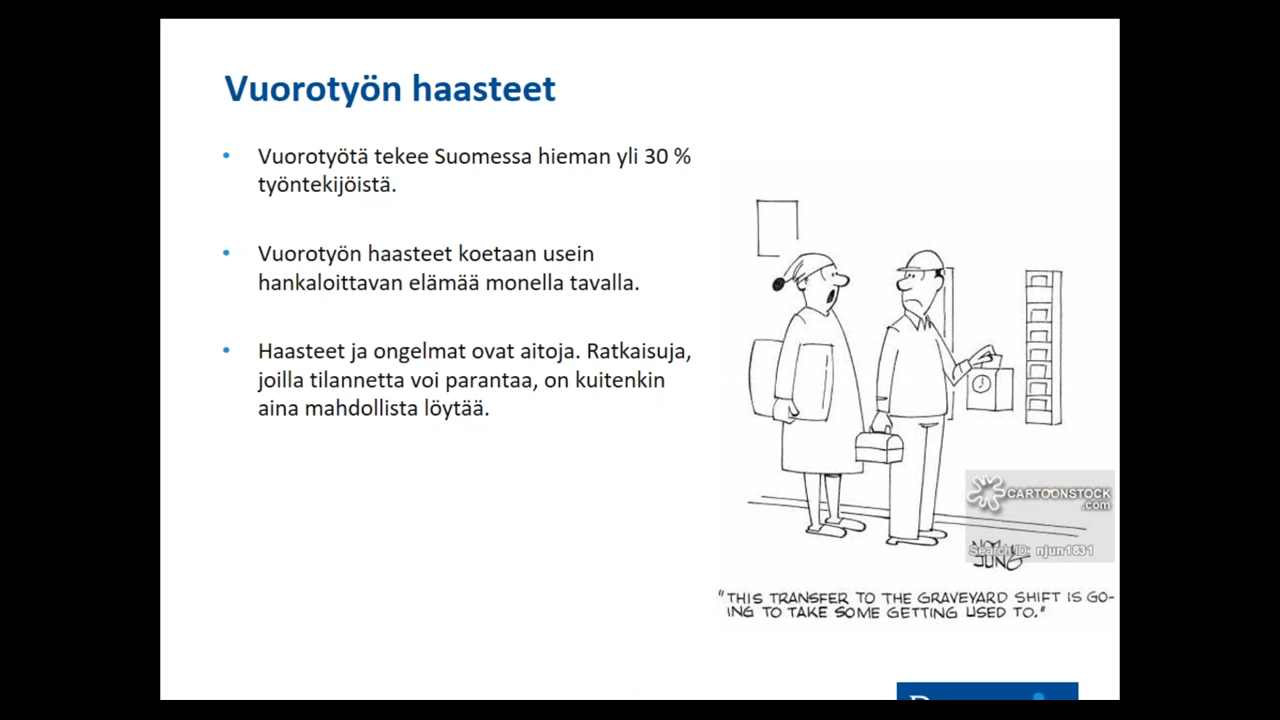 Vuorotyön haasteet
• Vuorotyötä tekee Suomessa hieman yli 30 %
työntekijöistä.
• Vuorotyön haasteet koetaan usein
hankaloittavan elämää monella tavalla.
• Haasteet ja ongelmat ovat aitoja. Ratkaisuja,
joilla tilannetta voi parantaa, on kuitenkin
aina mahdollista löytää.
CARTOONSTOCK
.com
Search ID: njun1831
JUNG
"THIS TRANSFER TO THE GRAVEYARD SHIFT IS GO-
ING TO TAKE SOME GETTING USED TO."